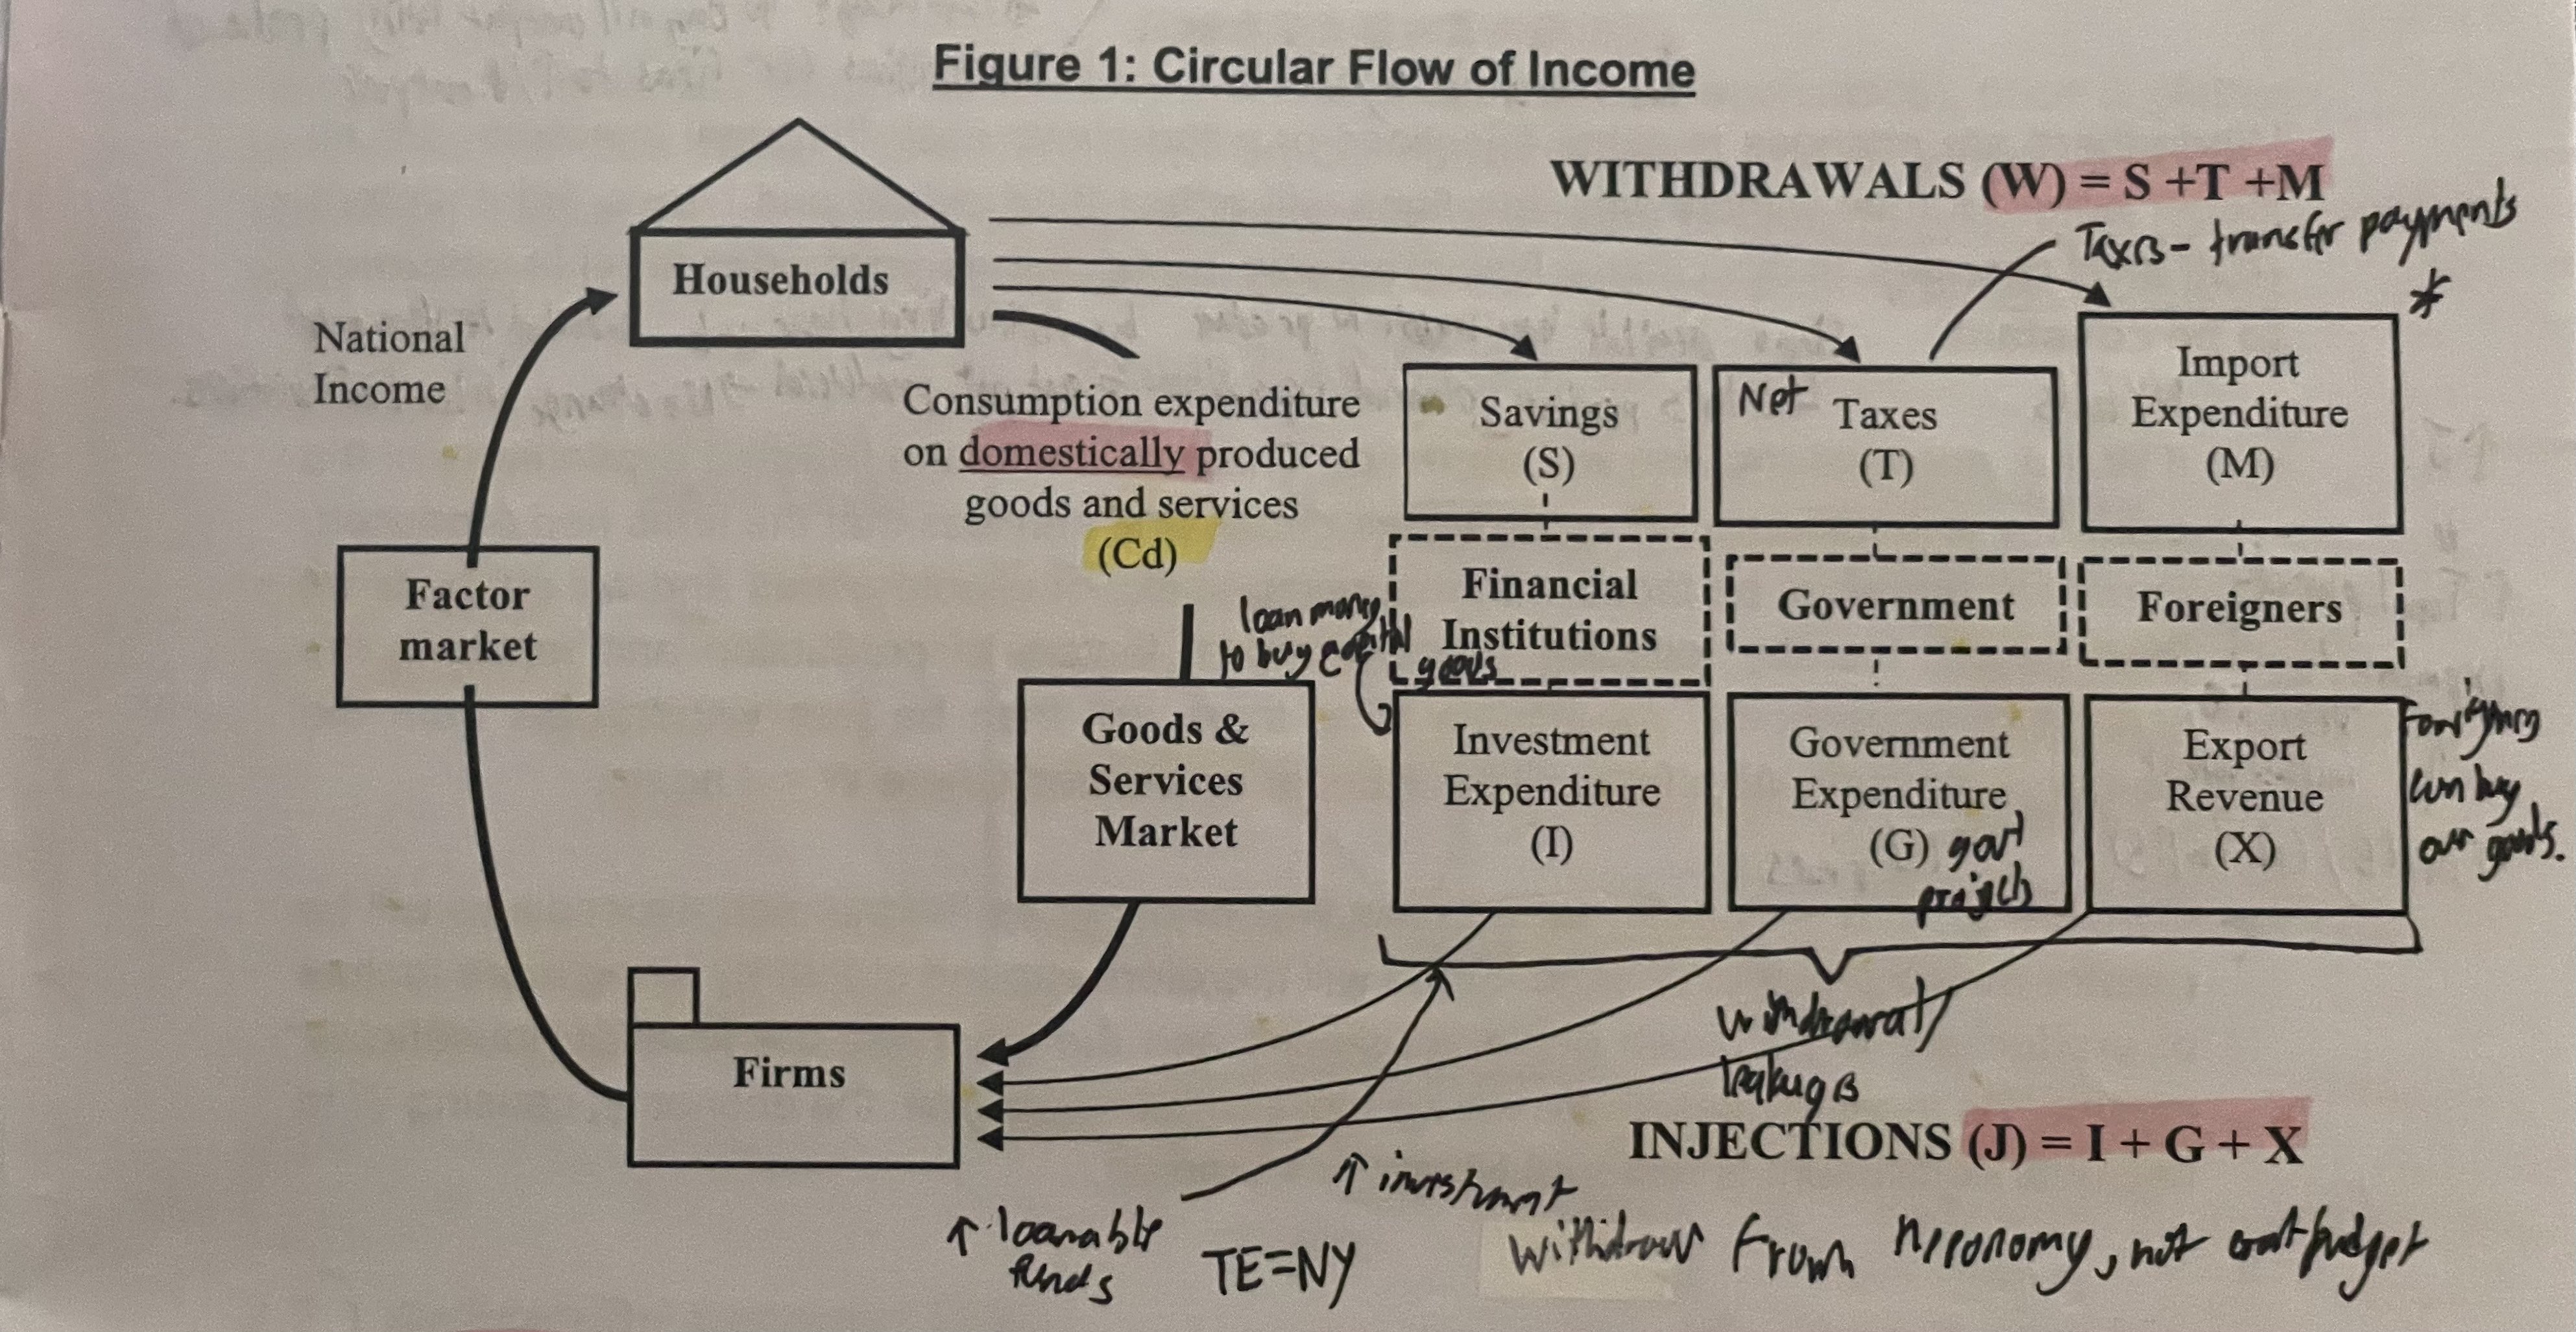 Figure 1: Circular Flow of Income
WITHDRAWALS (W) = S +T +M
Taxes - transfer payments
*
Households
National
Income
Consumption expenditure
on domestically produced
goods and services
(Cd)
Savings
(S)
Net Taxes
(T)
Import
Expenditure
(M)
Factor
market
loan money
to buy capital
goods
Financial
Institutions
Government
Foreigners
Goods &
Services
Market
Investment
Expenditure
(I)
Government
Expenditure
(G) govt
projects
Export
Revenue
(X)
Foreigners
can buy
our goods.
Firms
withdrawal/
leakages
INJECTIONS (J) = I + G + X
↑ investment
↑ loanable
funds
TE=NY
Withdraw from economy, not budget